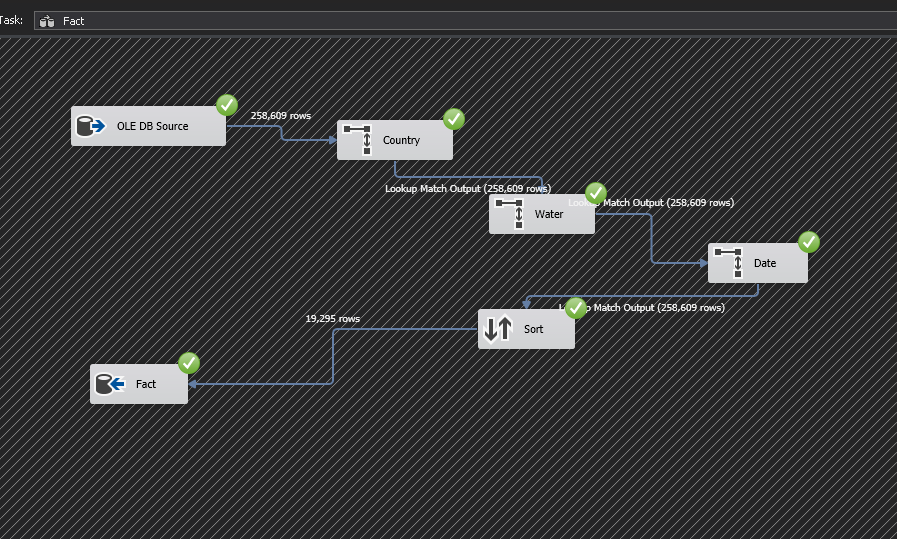 Task:
Fact
OLE DB Source
258,609 rows
Country
Lookup Match Output (258,609 rows)
Water
Lookup Match Output (258,609 rows)
Date
Lookup Match Output (258,609 rows)
Sort
19,295 rows
Fact